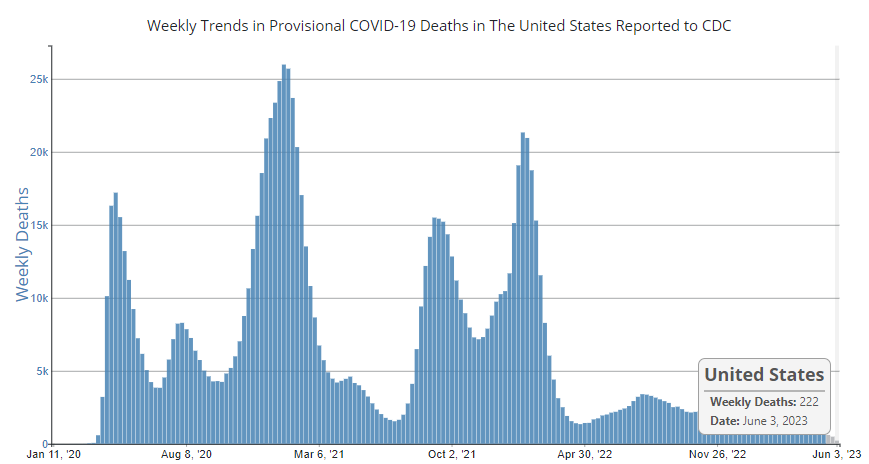 Weekly Trends in Provisional COVID-19 Deaths in The United States Reported to CDC
Weekly Deaths
25k
20k
15k
10k
5k
0
United States
Weekly Deaths: 222
Date: June 3, 2023
Jan 11, '20 Aug 8, '20 Mar 6, '21 Oct 2, '21 Apr 30, '22 Nov 26, '22 Jun 3, '23